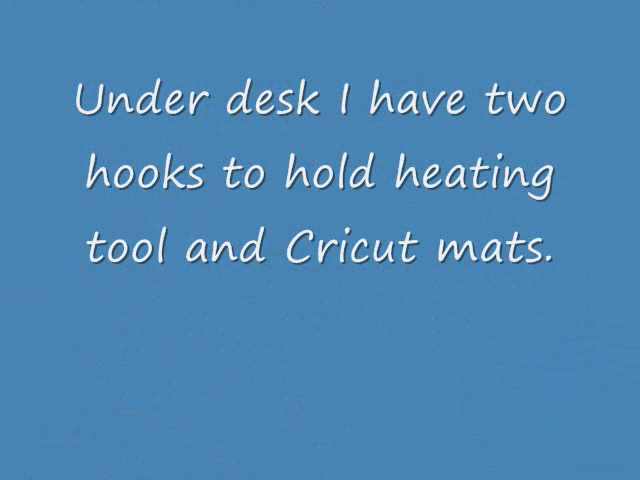 Under desk I have two
hooks to hold heating
tool and Cricut mats.